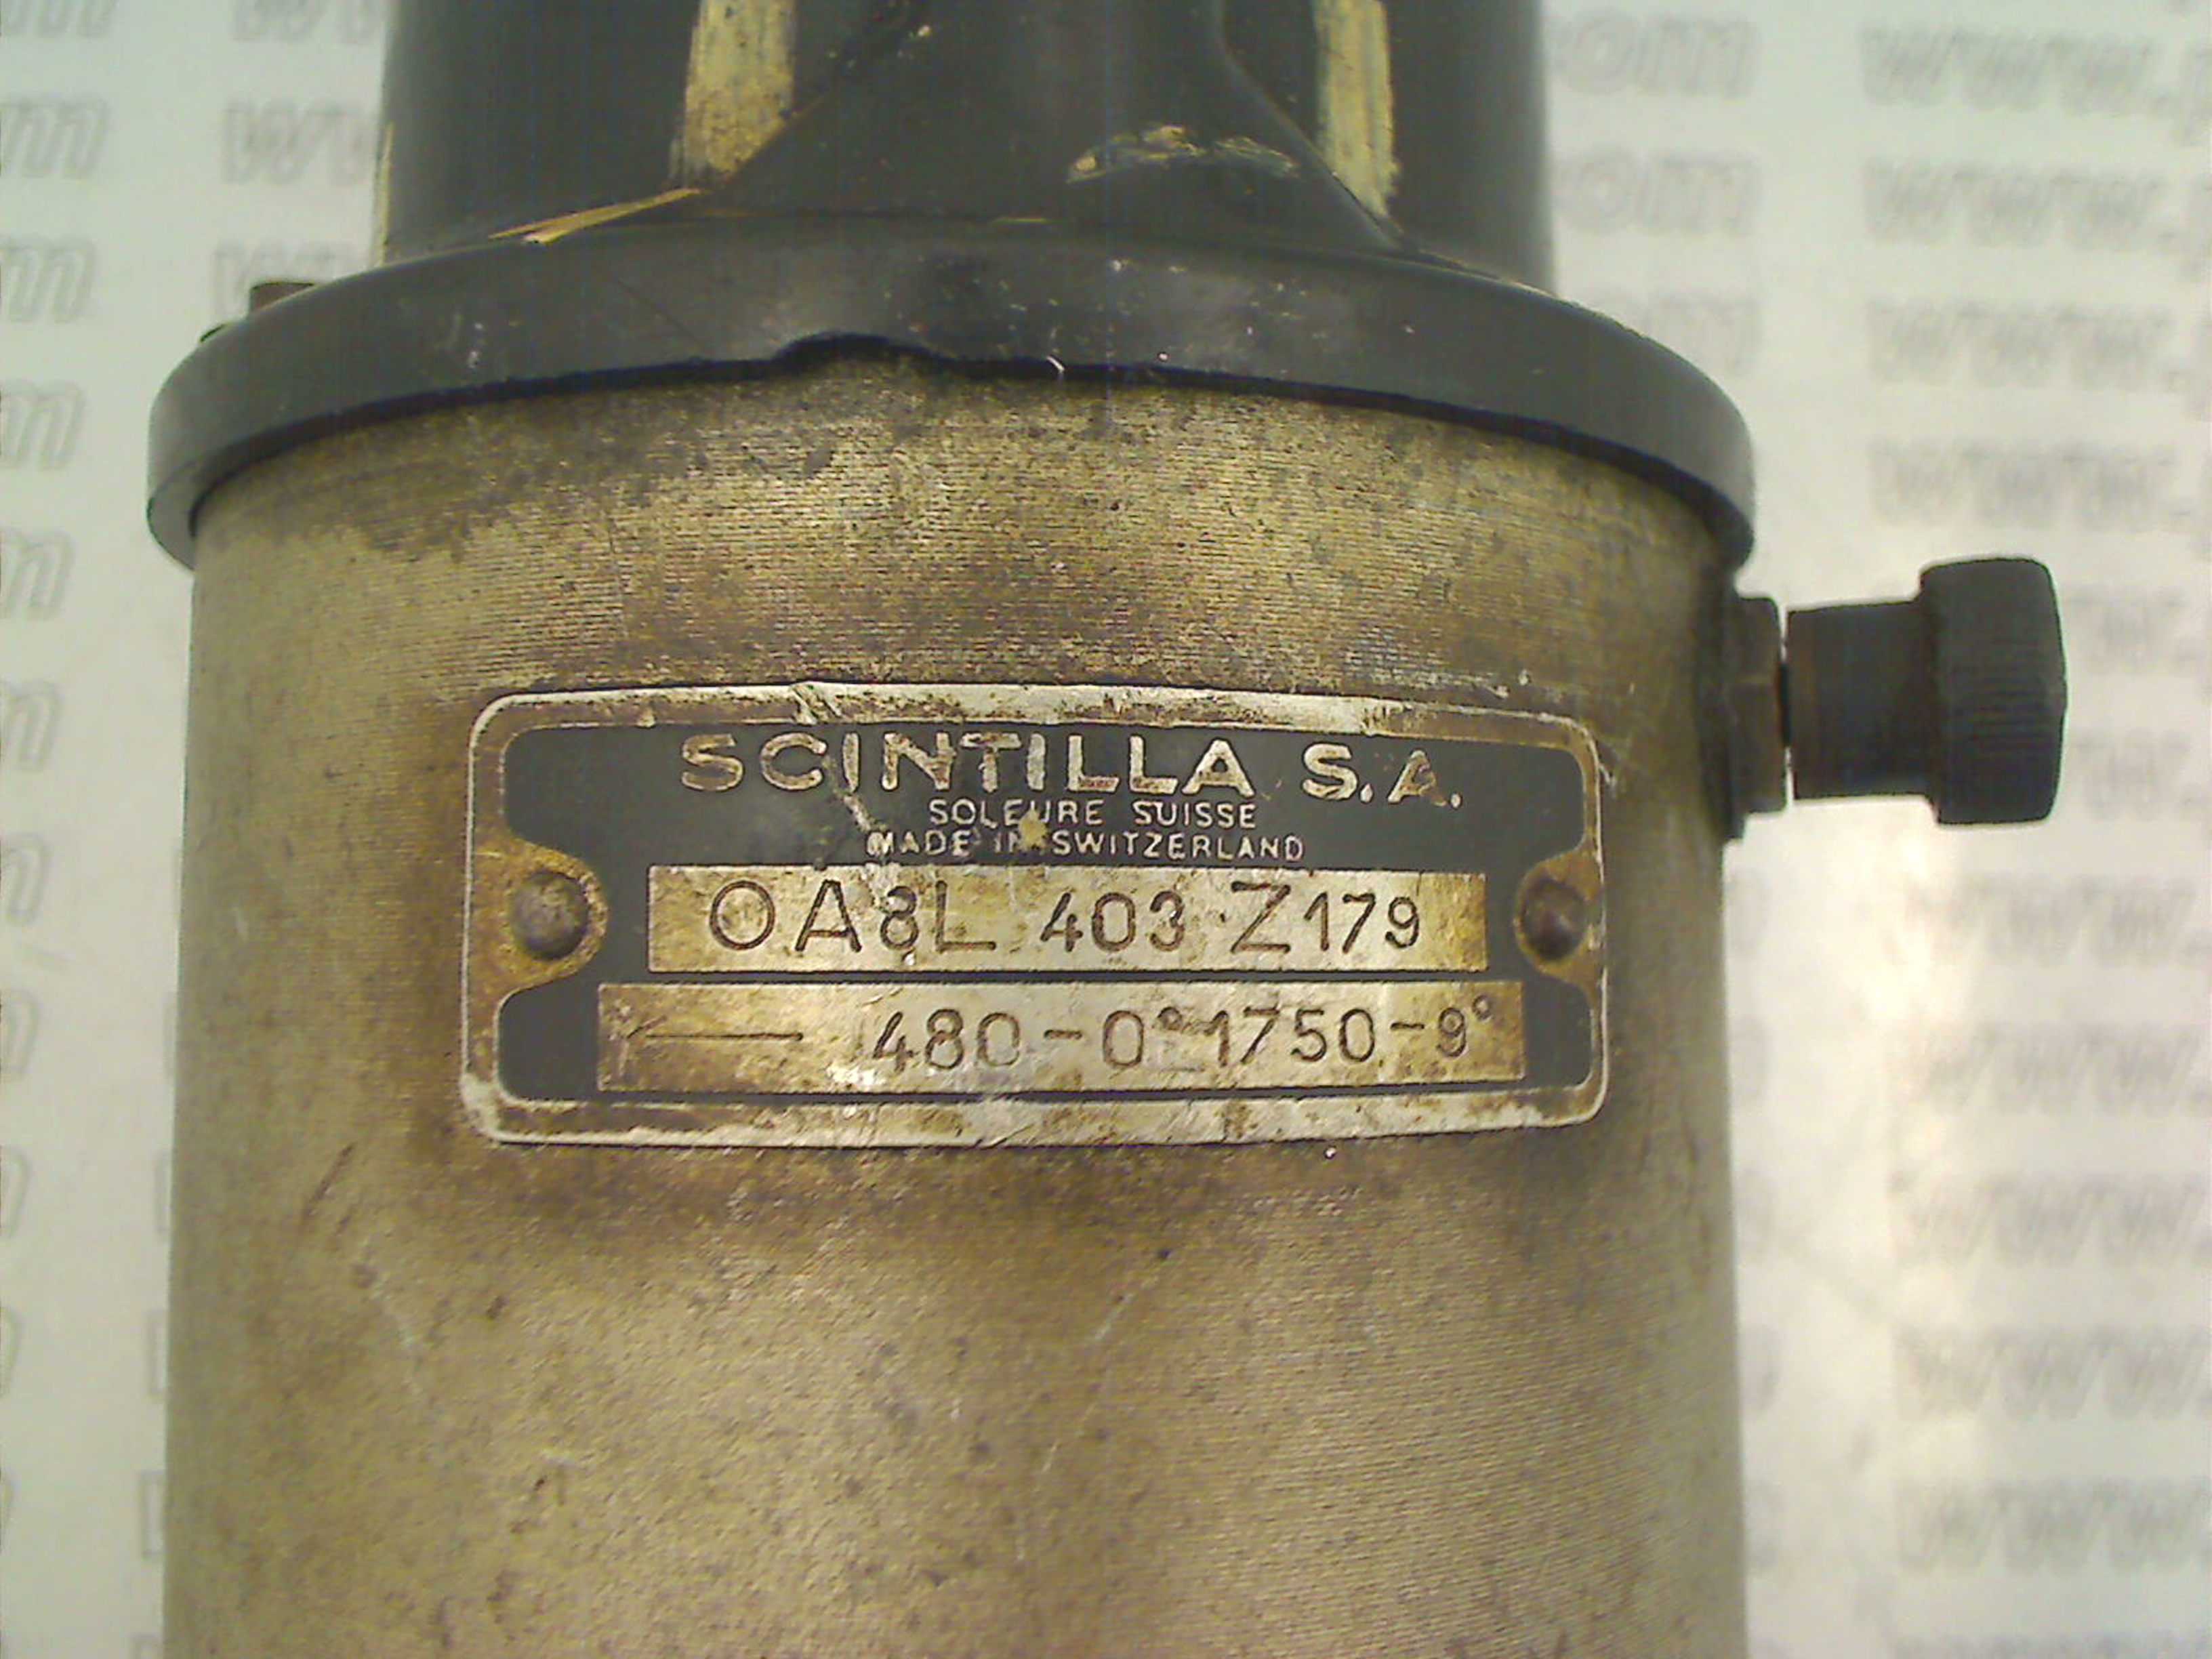 SCINTILLA S.A.
SOLEURE SUISSE
MADE IN SWITZERLAND
OA8L 403 Z179
← 480-0° 1750-9°